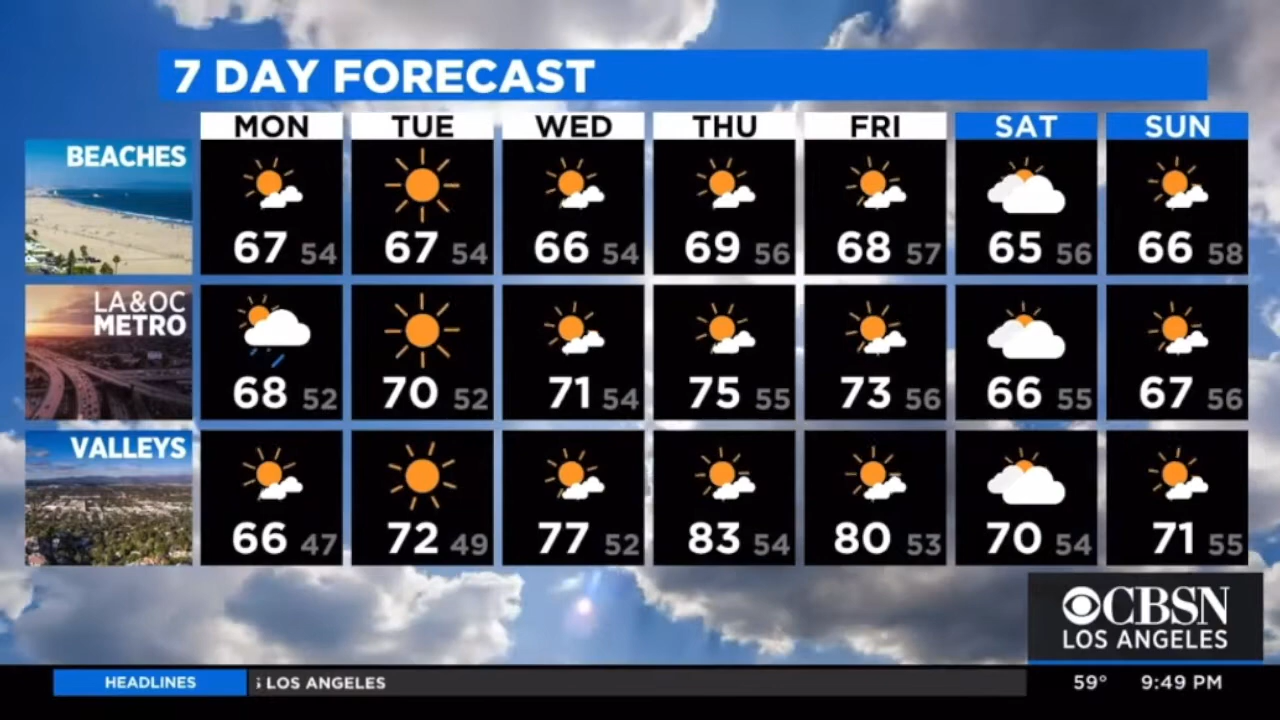 7 DAY FORECAST
MON TUE WED THU FRI SAT SUN
BEACHES
67 54 67 54 66 54 69 56 68 57 65 56 66 58
LA & OC
METRO
68 52 70 52 71 54 75 55 73 56 66 55 67 56
VALLEYS
66 47 72 49 77 52 83 54 80 53 70 54 71 55
CBSN
LOS ANGELES
HEADLINES LOS ANGELES 59° 9:49 PM